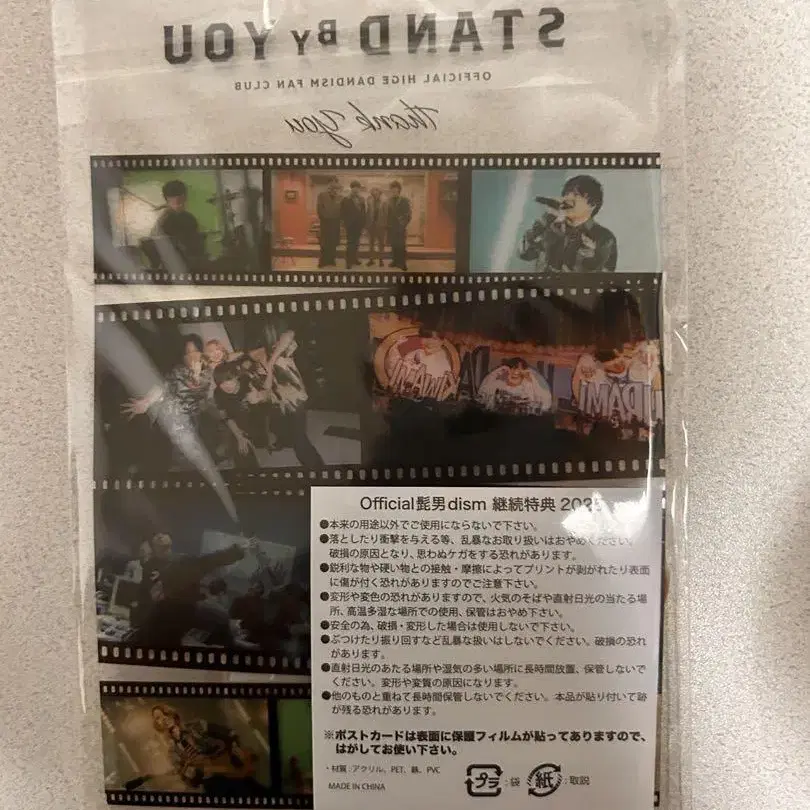 STAND BY YOU
OFFICIAL HIGE DANDISM FAN CLUB
Thank You
Official髭男dism 継続特典 202
●本来の用途以外でご使用にならないで下さい。
●落としたり衝撃を与える等、乱暴なお取り扱いはおやめください。
破損の原因となり、思わぬケガをする恐れがあります。
●鋭利な物や硬い物との接触・摩擦によってプリントが剥がれたり表面
に傷が付く恐れがありますのでご注意下さい。
●変形や変色の恐れがありますので、火気のそばや直射日光の当たる場
所、高温多湿な場所での使用、保管はおやめ下さい。
●安全の為、破損・変形した場合は使用しないで下さい。
●ぶつけたり振り回すなど乱暴な扱いはしないでください。破損の恐れ
があります。
●直射日光のあたる場所や湿気の多い場所に長時間放置、保管しないで
ください。変形や変質の原因になります。
●他のものと重ねて長時間保管しないでください。本品が貼り付いて跡
が残る恐れがあります。
※ポストカードは表面に保護フィルムが貼ってありますので、
はがしてお使い下さい。
・材質:アクリル、PET、鉄、PVC
プラ:袋 紙:取説
MADE IN CHINA